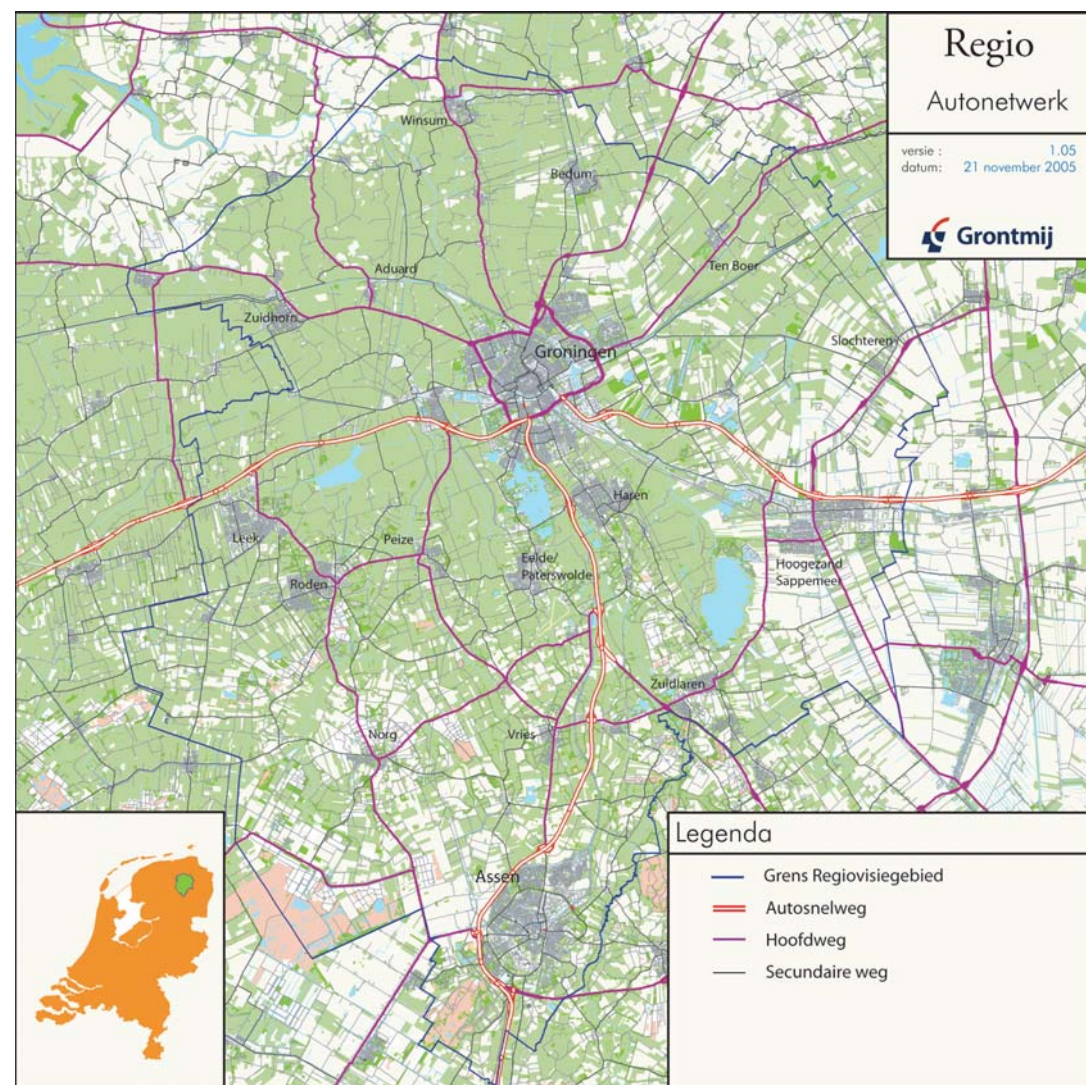 Regio
Autonetwerk
versie : 1.05
datum: 21 november 2005
Grontmij
Winsum
Bedum
Aduard
Ten Boer
Zuidhorn
Groningen
Slochteren
Haren
Leek
Peize
Eelde/
Paterswolde
Roden
Hoogezand
Sappemeer
Zuidlaren
Norg
Vries
Assen
Legenda
Grens Regiovisiegebied
Autosnelweg
Hoofdweg
Secundaire weg